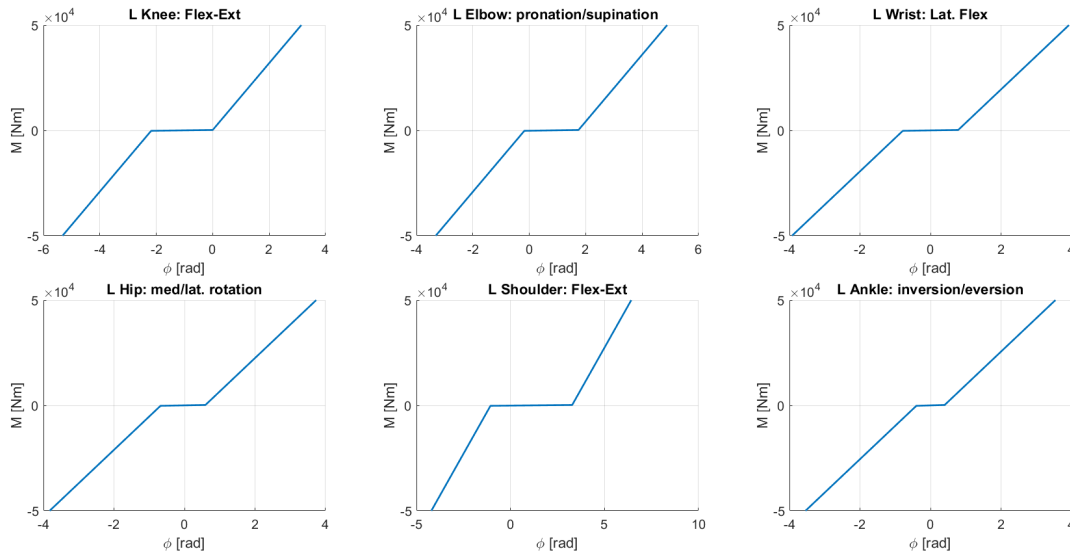 L Knee: Flex-Ext
×10⁴
5
0
-5
M [Nm]
-6 -4 -2 0 2 4
ϕ [rad]
L Elbow: pronation/supination
×10⁴
5
0
-5
M [Nm]
-4 -2 0 2 4 6
ϕ [rad]
L Wrist: Lat. Flex
×10⁴
5
0
-5
M [Nm]
-4 -2 0 2 4
ϕ [rad]
L Hip: med/lat. rotation
×10⁴
5
0
-5
M [Nm]
-4 -2 0 2 4
ϕ [rad]
L Shoulder: Flex-Ext
×10⁴
5
0
-5
M [Nm]
-5 0 5 10
ϕ [rad]
L Ankle: inversion/eversion
×10⁴
5
0
-5
M [Nm]
-4 -2 0 2 4
ϕ [rad]